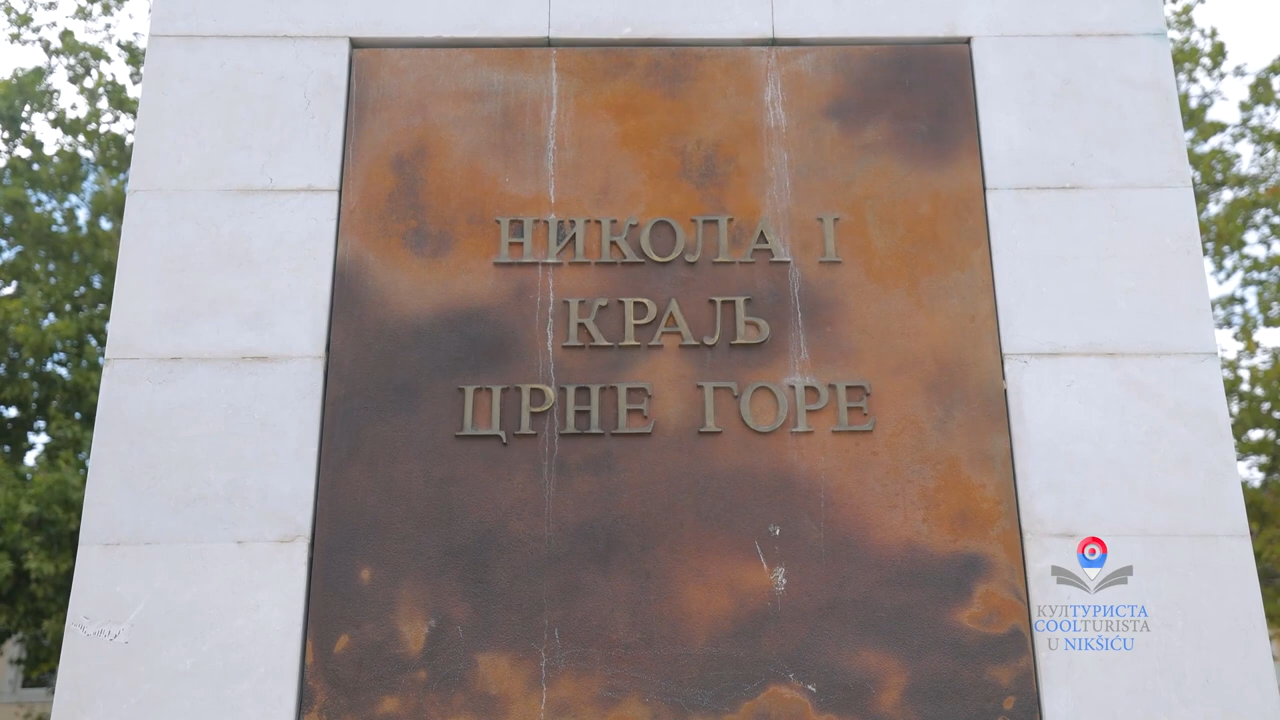 НИКОЛА I
КРАЉ
ЦРНЕ ГОРЕ
КУЛТУРИСТА
COOLTURISTA
U NIKŠIĆU